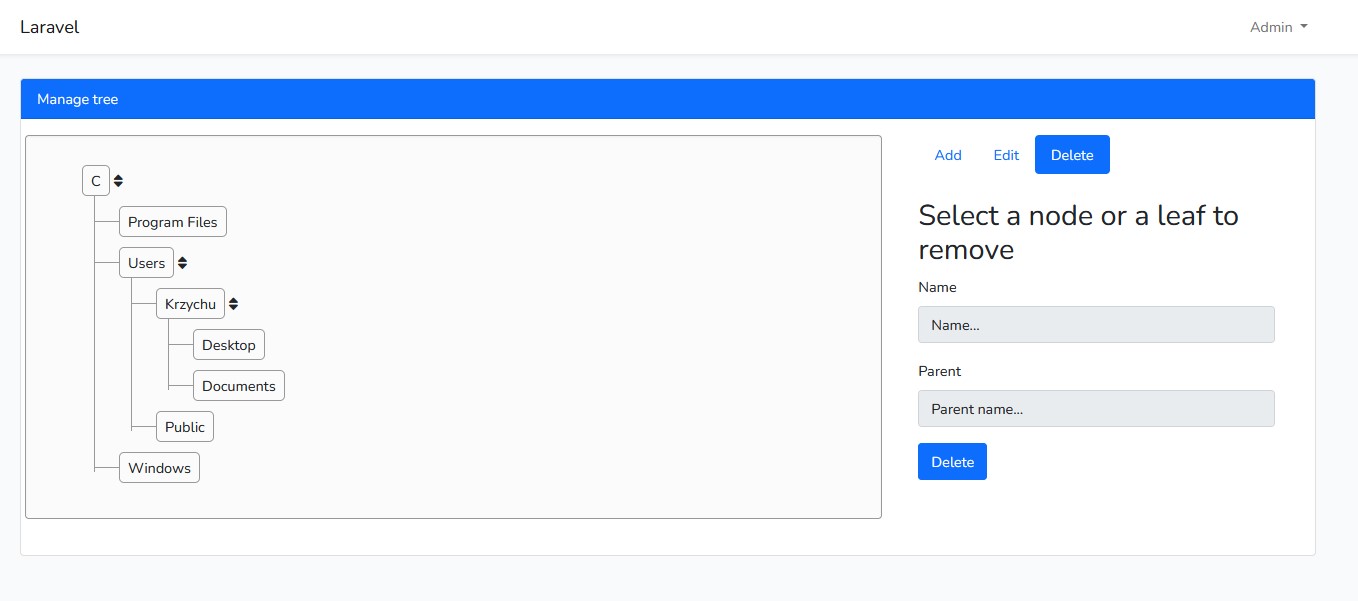 Laravel
Admin
Manage tree
C
Program Files
Users
Krzychu
Desktop
Documents
Public
Windows
Add
Edit
Delete
Select a node or a leaf to
remove
Name
Name...
Parent
Parent name...
Delete